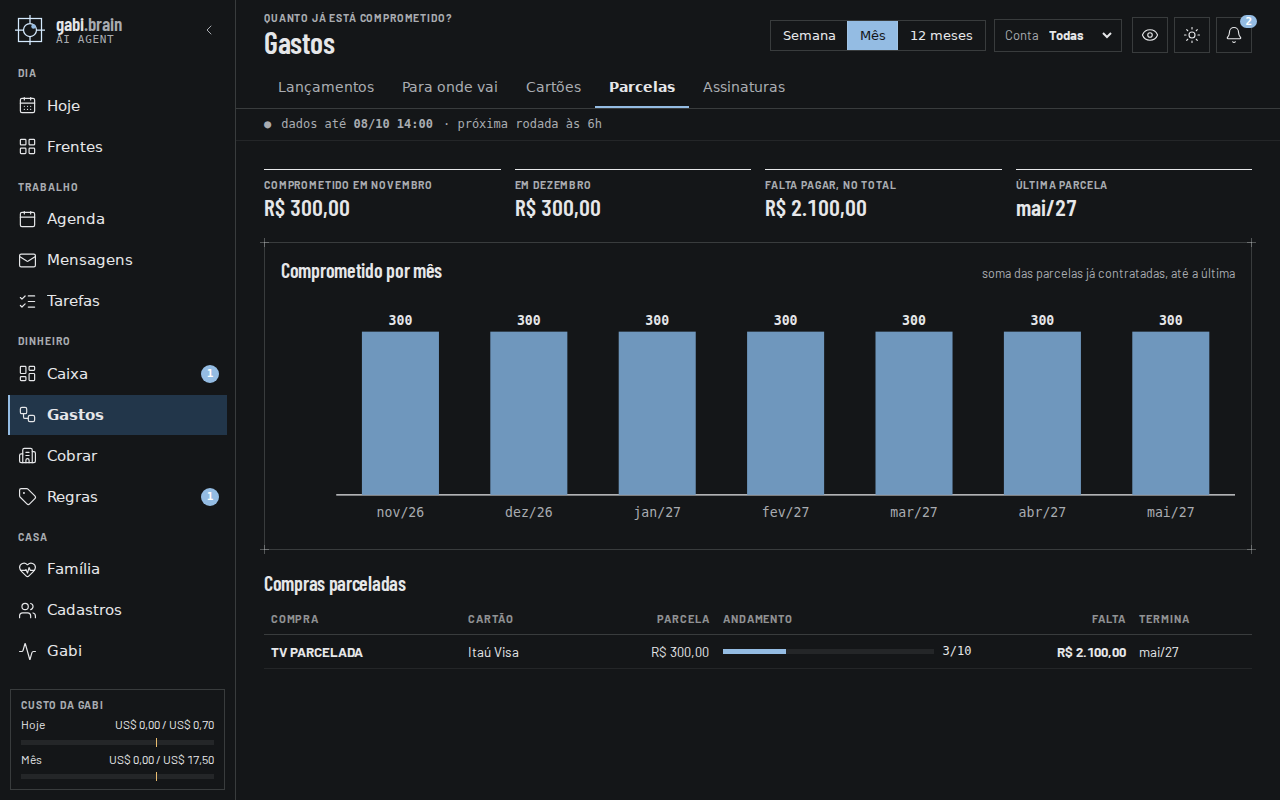 gabi.brain
AI AGENT
DIA
Hoje
Frentes
TRABALHO
Agenda
Mensagens
Tarefas
DINHEIRO
Caixa 1
Gastos
Cobrar
Regras 1
CASA
Família
Cadastros
Gabi
CUSTO DA GABI
Hoje US$ 0,00 / US$ 0,70
Mês US$ 0,00 / US$ 17,50
QUANTO JÁ ESTÁ COMPROMETIDO?
Gastos
Semana Mês 12 meses Conta Todas 2
Lançamentos Para onde vai Cartões Parcelas Assinaturas
● dados até 08/10 14:00 · próxima rodada às 6h
COMPROMETIDO EM NOVEMBRO
R$ 300,00
EM DEZEMBRO
R$ 300,00
FALTA PAGAR, NO TOTAL
R$ 2.100,00
ÚLTIMA PARCELA
mai/27
Comprometido por mês soma das parcelas já contratadas, até a última
300 300 300 300 300 300 300
nov/26 dez/26 jan/27 fev/27 mar/27 abr/27 mai/27
Compras parceladas
COMPRA CARTÃO PARCELA ANDAMENTO FALTA TERMINA
TV PARCELADA Itaú Visa R$ 300,00 3/10 R$ 2.100,00 mai/27